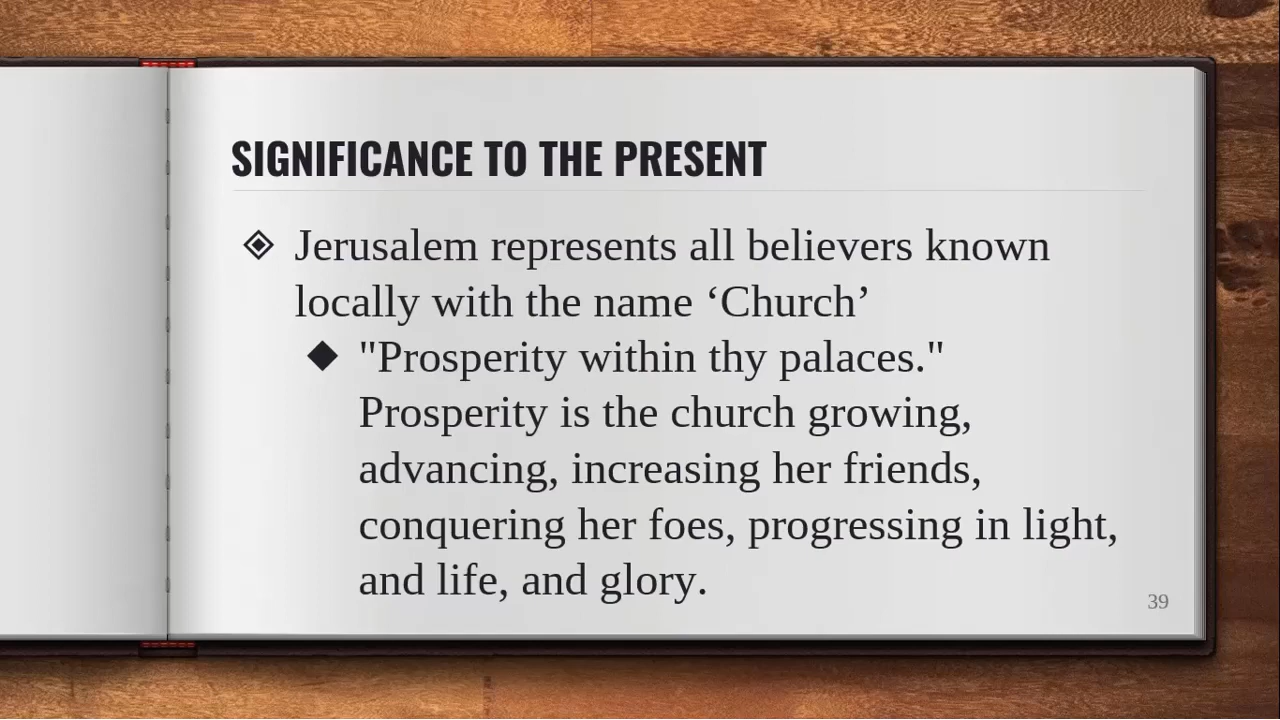 SIGNIFICANCE TO THE PRESENT
Jerusalem represents all believers known
locally with the name ‘Church’
"Prosperity within thy palaces."
Prosperity is the church growing,
advancing, increasing her friends,
conquering her foes, progressing in light,
and life, and glory.
39